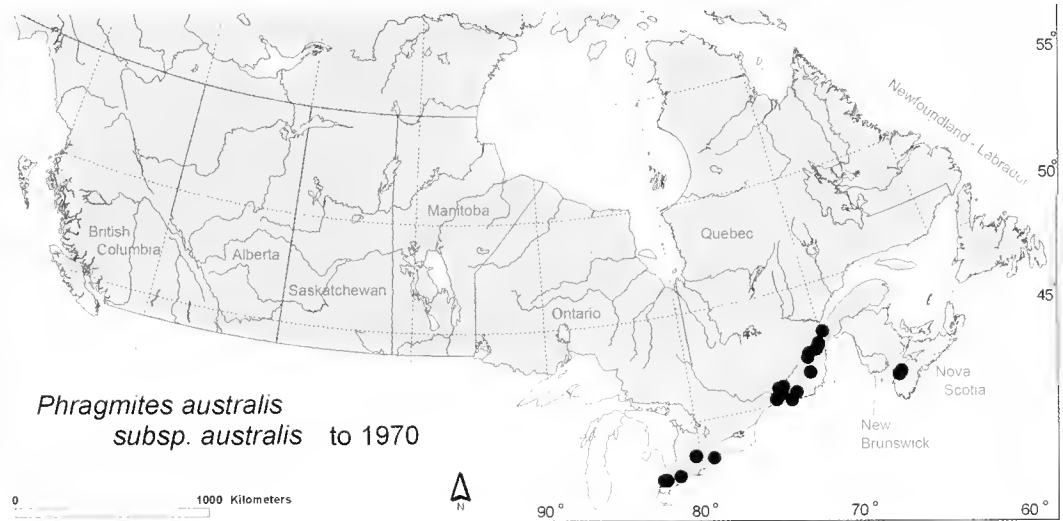 55°
Newfoundland - Labrador
50°
Manitoba
British
Columbia
Quebec
Alberta
Saskatchewan
45
Ontario
Nova
Scotia
Phragmites australis
subsp. australis to 1970
New
Brunswick
0 1000 Kilometers
N
90° 80° 70° 60°